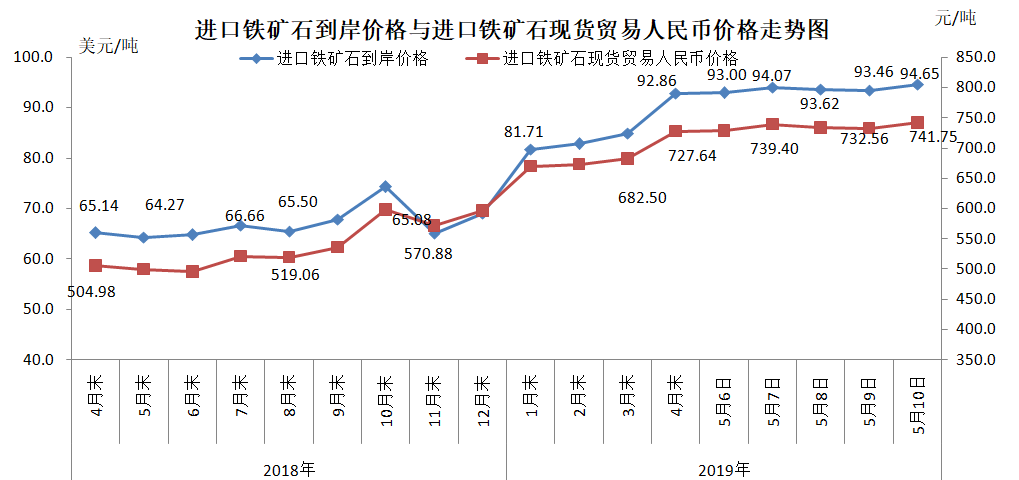 进口铁矿石到岸价格与进口铁矿石现货贸易人民币价格走势图
美元/吨
元/吨
进口铁矿石到岸价格
进口铁矿石现货贸易人民币价格
100.0
90.0
80.0
70.0
60.0
50.0
40.0
850.0
800.0
750.0
700.0
650.0
600.0
550.0
500.0
450.0
400.0
350.0
65.14
64.27
66.66
65.50
65.08
81.71
92.86
93.00
94.07
93.62
93.46
94.65
504.98
519.06
570.88
682.50
727.64
739.40
732.56
741.75
4月末
5月末
6月末
7月末
8月末
9月末
10月末
11月末
12月末
1月末
2月末
3月末
4月末
5月6日
5月7日
5月8日
5月9日
5月10日
2018年
2019年